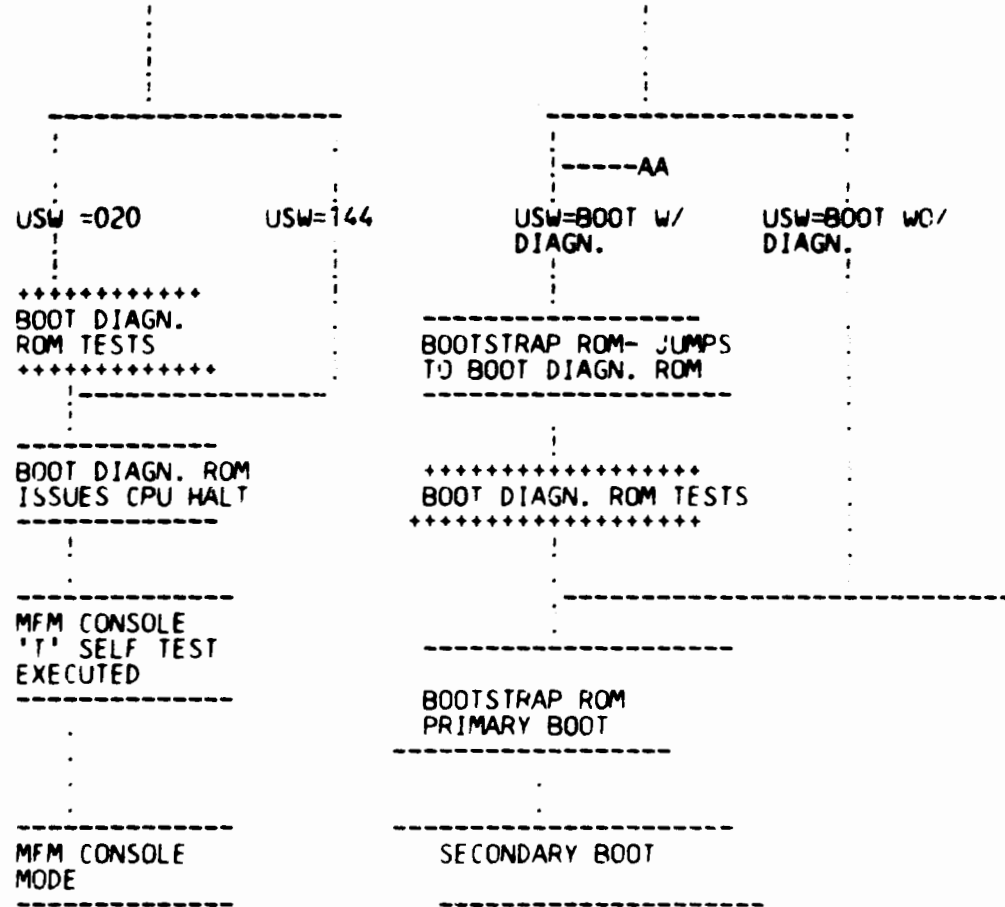 AA
USW =020 USW=144 USW=BOOT W/ USW=BOOT WO/
DIAGN. DIAGN.
BOOT DIAGN.
ROM TESTS
BOOTSTRAP ROM- JUMPS
TO BOOT DIAGN. ROM
BOOT DIAGN. ROM
ISSUES CPU HALT
BOOT DIAGN. ROM TESTS
MFM CONSOLE
'T' SELF TEST
EXECUTED
BOOTSTRAP ROM
PRIMARY BOOT
MFM CONSOLE
MODE
SECONDARY BOOT